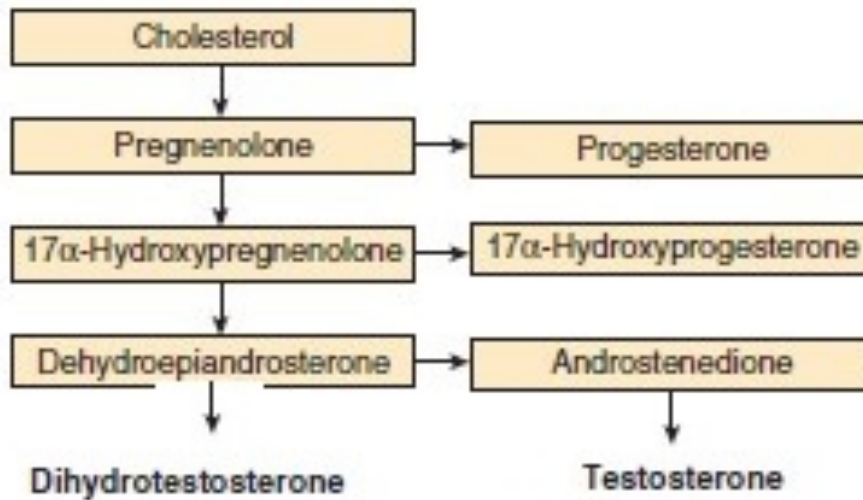 Cholesterol
Pregnenolone
Progesterone
17α-Hydroxypregnenolone
17α-Hydroxyprogesterone
Dehydroepiandrosterone
Androstenedione
Dihydrotestosterone
Testosterone